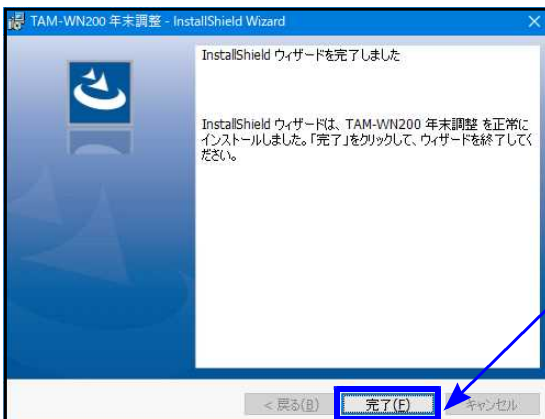 TAM-WN200 年末調整 - InstallShield Wizard
InstallShield ウィザードを完了しました
InstallShield ウィザードは、TAM-WN200 年末調整 を正常に
インストールしました。「完了」をクリックして、ウィザードを終了してく
ださい。
< 戻る(B) 完了(F) キャンセル